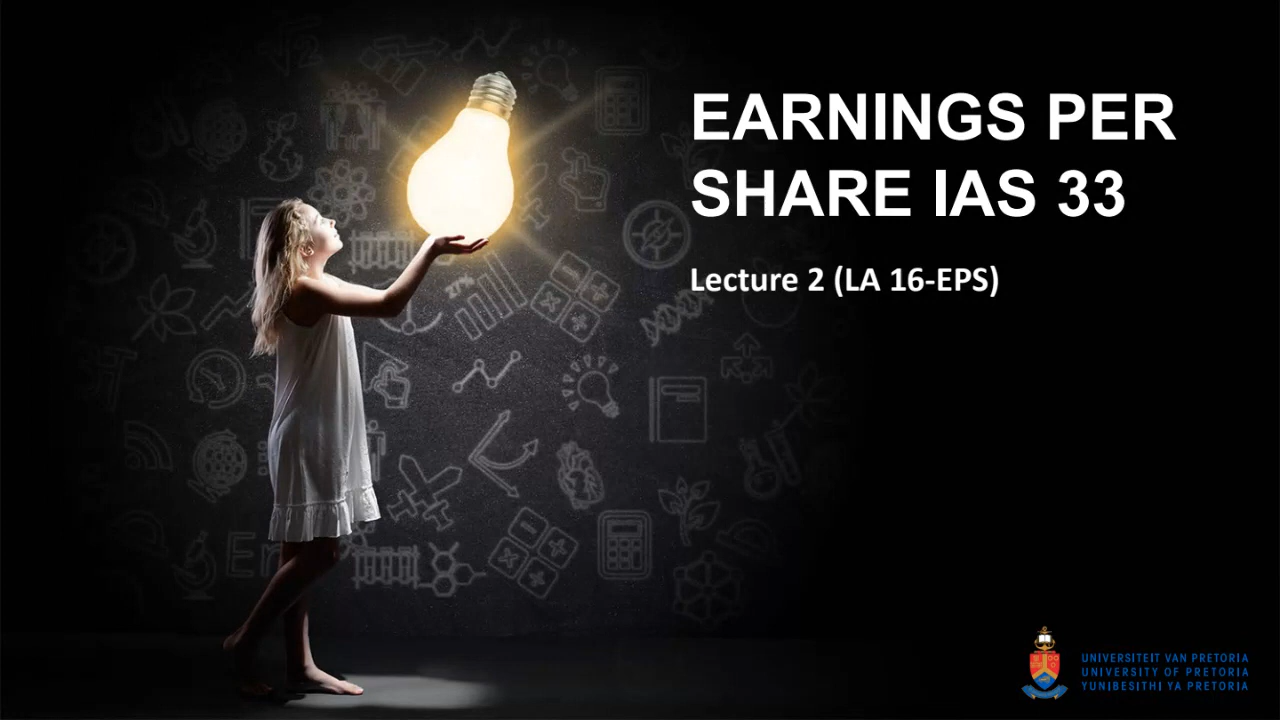 EARNINGS PER
SHARE IAS 33
Lecture 2 (LA 16-EPS)
UNIVERSITEIT VAN PRETORIA
UNIVERSITY OF PRETORIA
YUNIBESITHI YA PRETORIA